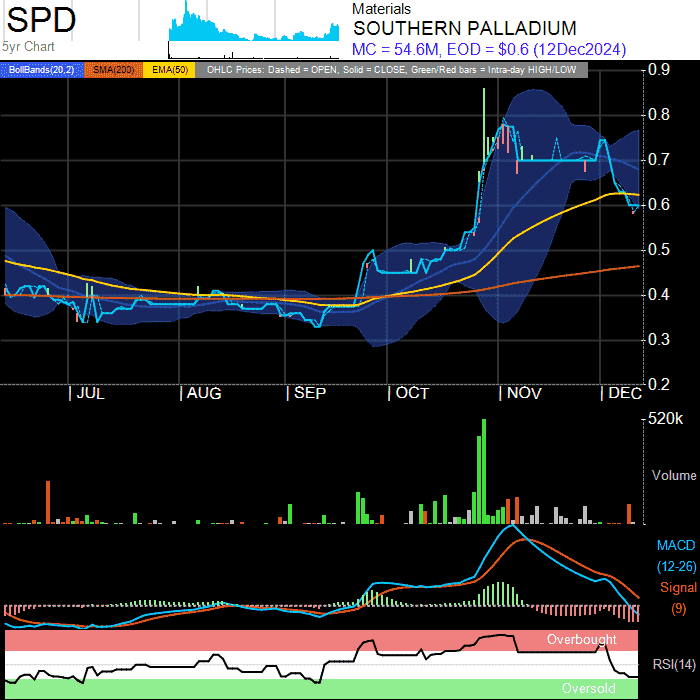 SPD
5yr Chart
Materials
SOUTHERN PALLADIUM
MC = 54.6M, EOD = $0.6 (12Dec2024)
BollBands(20,2) SMA(200) EMA(50) OHLC Prices: Dashed = OPEN, Solid = CLOSE, Green/Red bars = Intra-day HIGH/LOW
0.9
0.8
0.7
0.6
0.5
0.4
0.3
0.2
| JUL | AUG | SEP | OCT | NOV | DEC
520k
Volume
MACD
(12-26)
Signal
(9)
Overbought
RSI(14)
Oversold